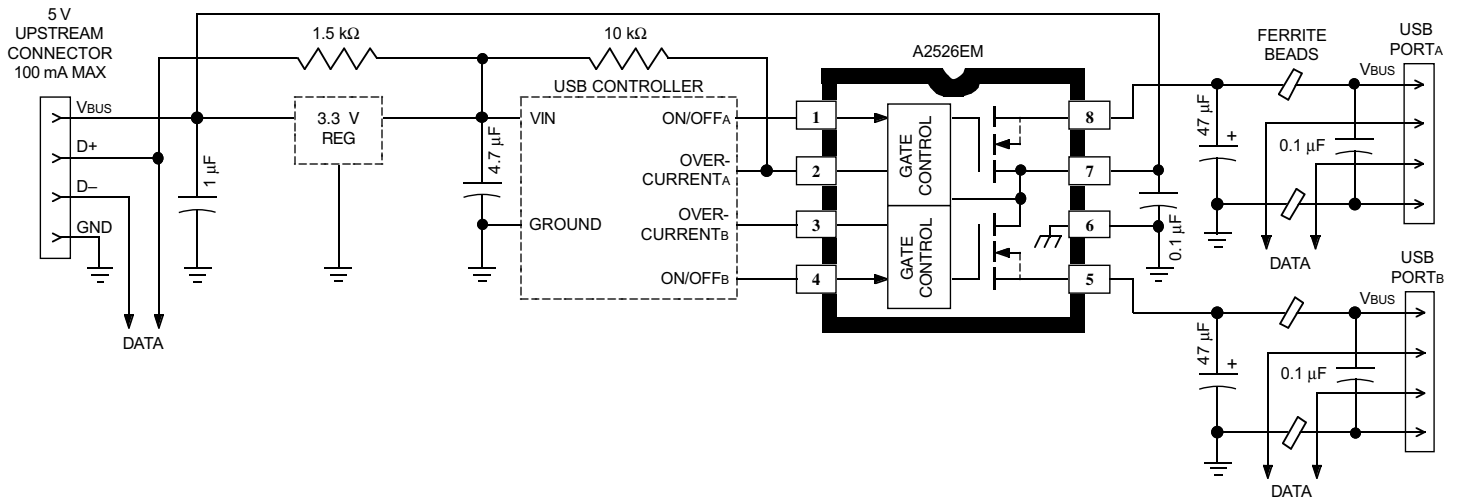 5 V
UPSTREAM
CONNECTOR
100 mA MAX
VBUS
D+
D–
GND
DATA
1 µF
1.5 kΩ
3.3 V
REG
4.7 µF
10 kΩ
USB CONTROLLER
VIN
GROUND
ON/OFFA
OVER-
CURRENTA
OVER-
CURRENTB
ON/OFFB
A2526EM
1
2
3
4
GATE
CONTROL
GATE
CONTROL
8
7
6
5
0.1 µF
FERRITE
BEADS
USB
PORTA
VBUS
47 µF
+
0.1 µF
DATA
USB
PORTB
VBUS
47 µF
+
0.1 µF
DATA